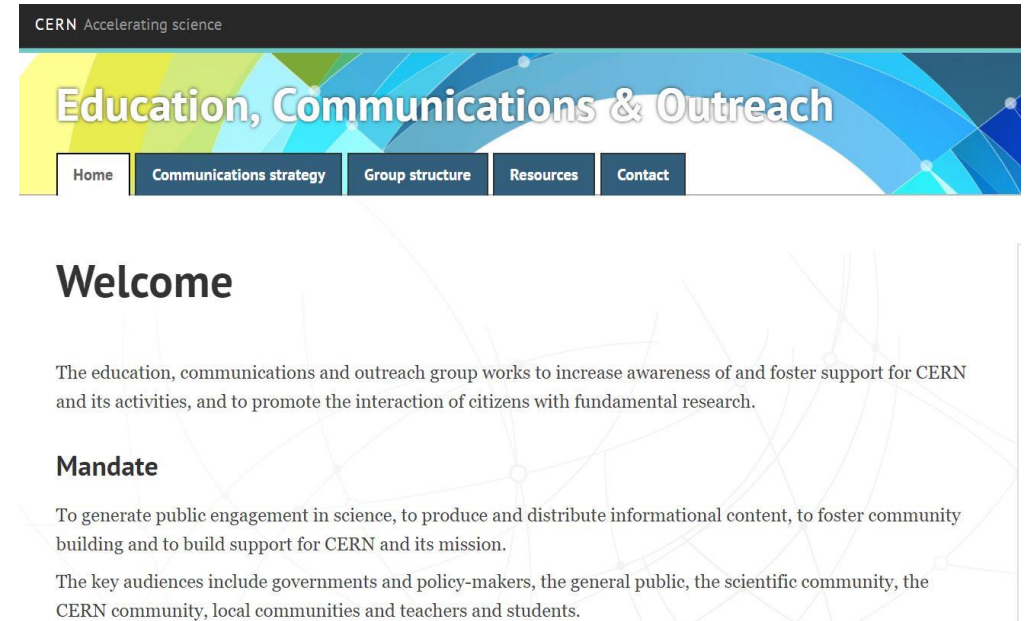 CERN Accelerating science
Education, Communications & Outreach
Home Communications strategy Group structure Resources Contact
Welcome
The education, communications and outreach group works to increase awareness of and foster support for CERN
and its activities, and to promote the interaction of citizens with fundamental research.
Mandate
To generate public engagement in science, to produce and distribute informational content, to foster community
building and to build support for CERN and its mission.
The key audiences include governments and policy-makers, the general public, the scientific community, the
CERN community, local communities and teachers and students.